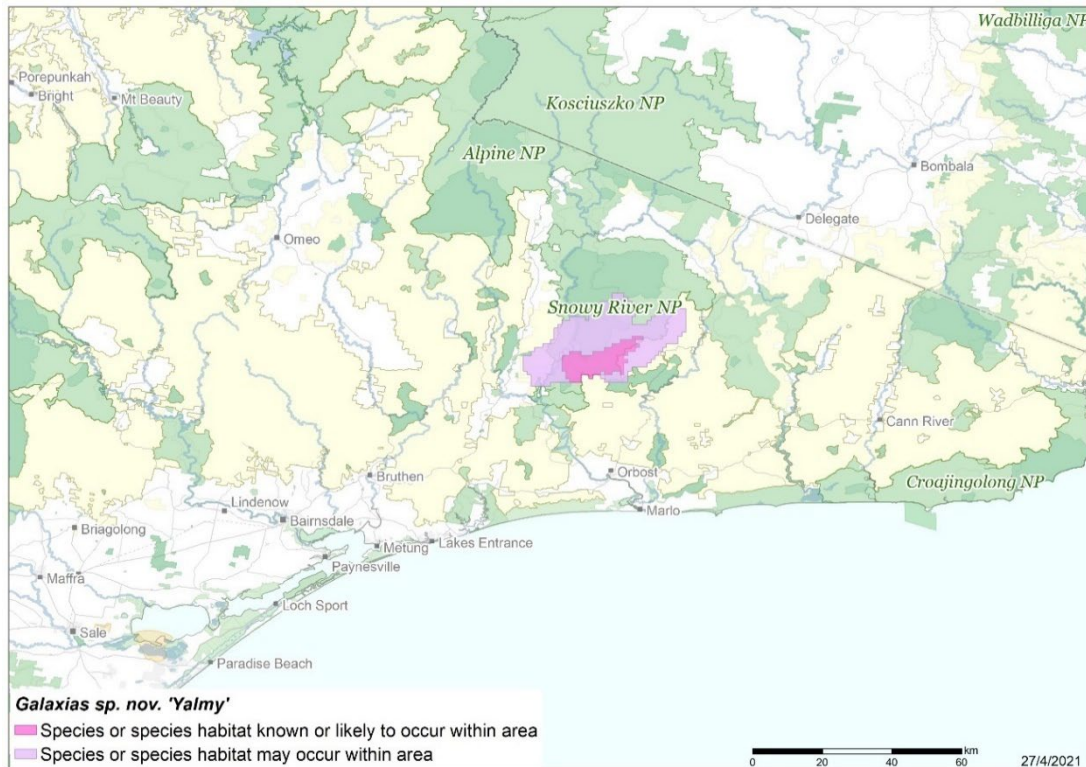 Wadbilliga NP
Porepunkah
Bright
Mt Beauty
Kosciuszko NP
Alpine NP
Bombala
Delegate
Omeo
Snowy River NP
Cann River
Bruthen
Orbost
Croajingolong NP
Lindenow
Bairnsdale
Marlo
Briagolong
Metung
Lakes Entrance
Paynesville
Maffra
Loch Sport
Sale
Paradise Beach
Galaxias sp. nov. 'Yalmy'
Species or species habitat known or likely to occur within area
Species or species habitat may occur within area
km
0 20 40 60
27/4/2021